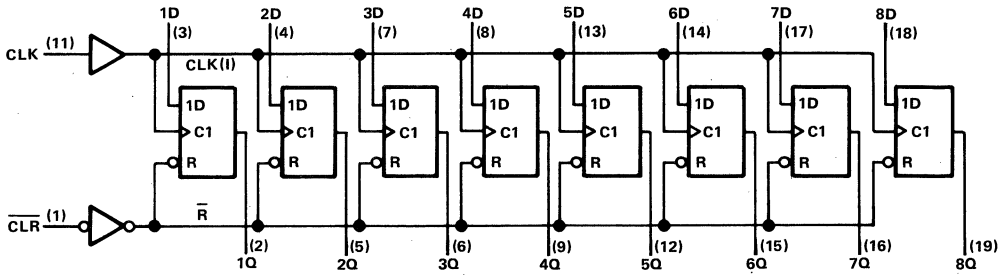 1D 2D 3D 4D 5D 6D 7D 8D
(3) (4) (7) (8) (13) (14) (17) (18)
CLK (11)
CLK(I)
1D 1D 1D 1D 1D 1D 1D 1D
C1 C1 C1 C1 C1 C1 C1 C1
R R R R R R R R
CLR (1)
R
(2) (5) (6) (9) (12) (15) (16) (19)
1Q 2Q 3Q 4Q 5Q 6Q 7Q 8Q